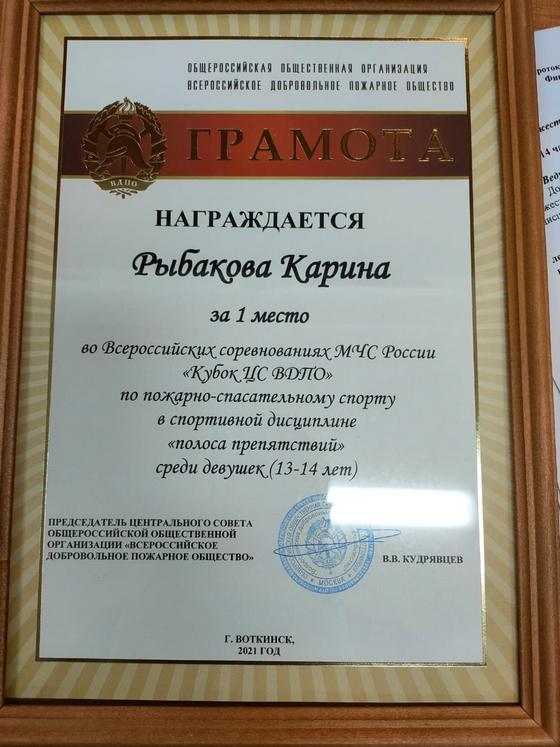 ОБЩЕРОССИЙСКАЯ ОБЩЕСТВЕННАЯ ОРГАНИЗАЦИЯ
ВСЕРОССИЙСКОЕ ДОБРОВОЛЬНОЕ ПОЖАРНОЕ ОБЩЕСТВО
ГРАМОТА
ВДПО
НАГРАЖДАЕТСЯ
Рыбакова Карина
за 1 место
во Всероссийских соревнованиях МЧС России
«Кубок ЦС ВДПО»
по пожарно-спасательному спорту
в спортивной дисциплине
«полоса препятствий»
среди девушек (13-14 лет)
ПРЕДСЕДАТЕЛЬ ЦЕНТРАЛЬНОГО СОВЕТА
ОБЩЕРОССИЙСКОЙ ОБЩЕСТВЕННОЙ
ОРГАНИЗАЦИИ «ВСЕРОССИЙСКОЕ
ДОБРОВОЛЬНОЕ ПОЖАРНОЕ ОБЩЕСТВО»
В.В. КУДРЯВЦЕВ
МОСКВА
Г. ВОТКИНСК,
2021 ГОД